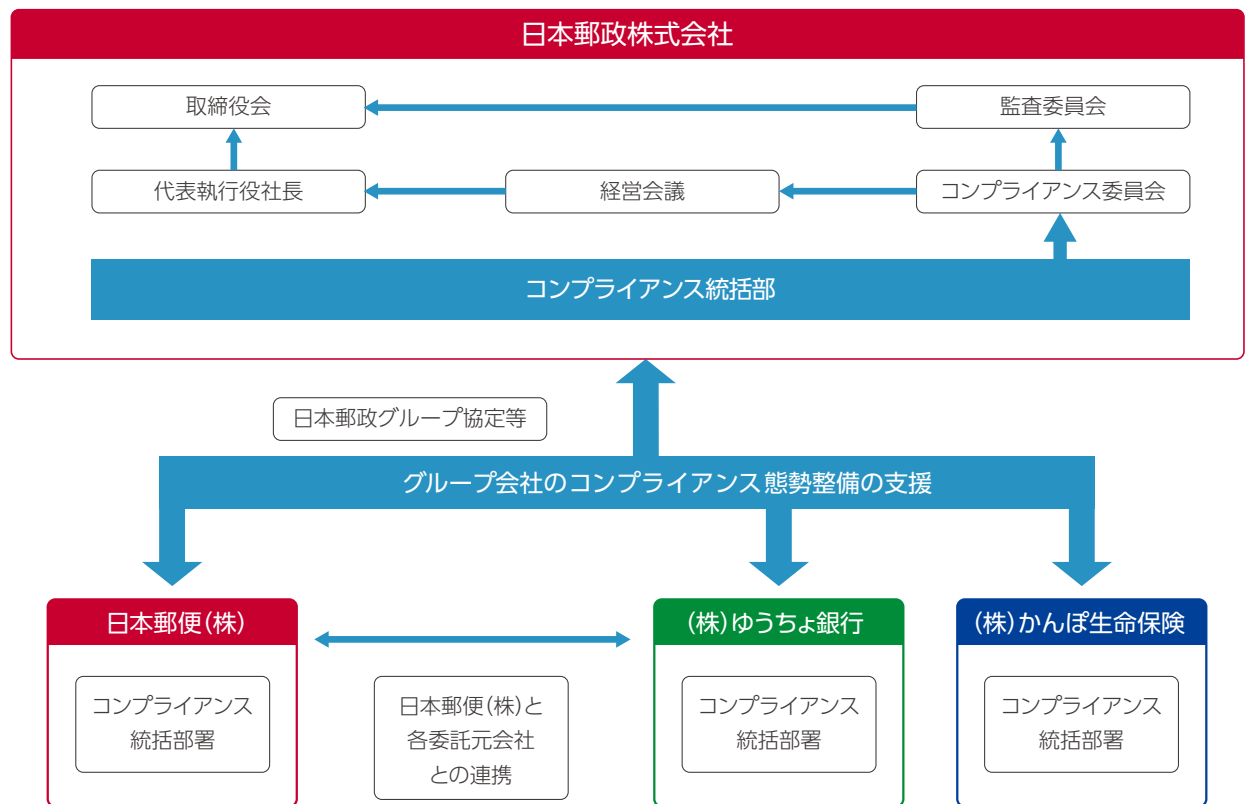 日本郵政株式会社
取締役会
監査委員会
代表執行役社長
経営会議
コンプライアンス委員会
コンプライアンス統括部
日本郵政グループ協定等
グループ会社のコンプライアンス態勢整備の支援
日本郵便(株)
(株)ゆうちょ銀行
(株)かんぽ生命保険
コンプライアンス
統括部署
日本郵便(株)と
各委託元会社
との連携
コンプライアンス
統括部署
コンプライアンス
統括部署